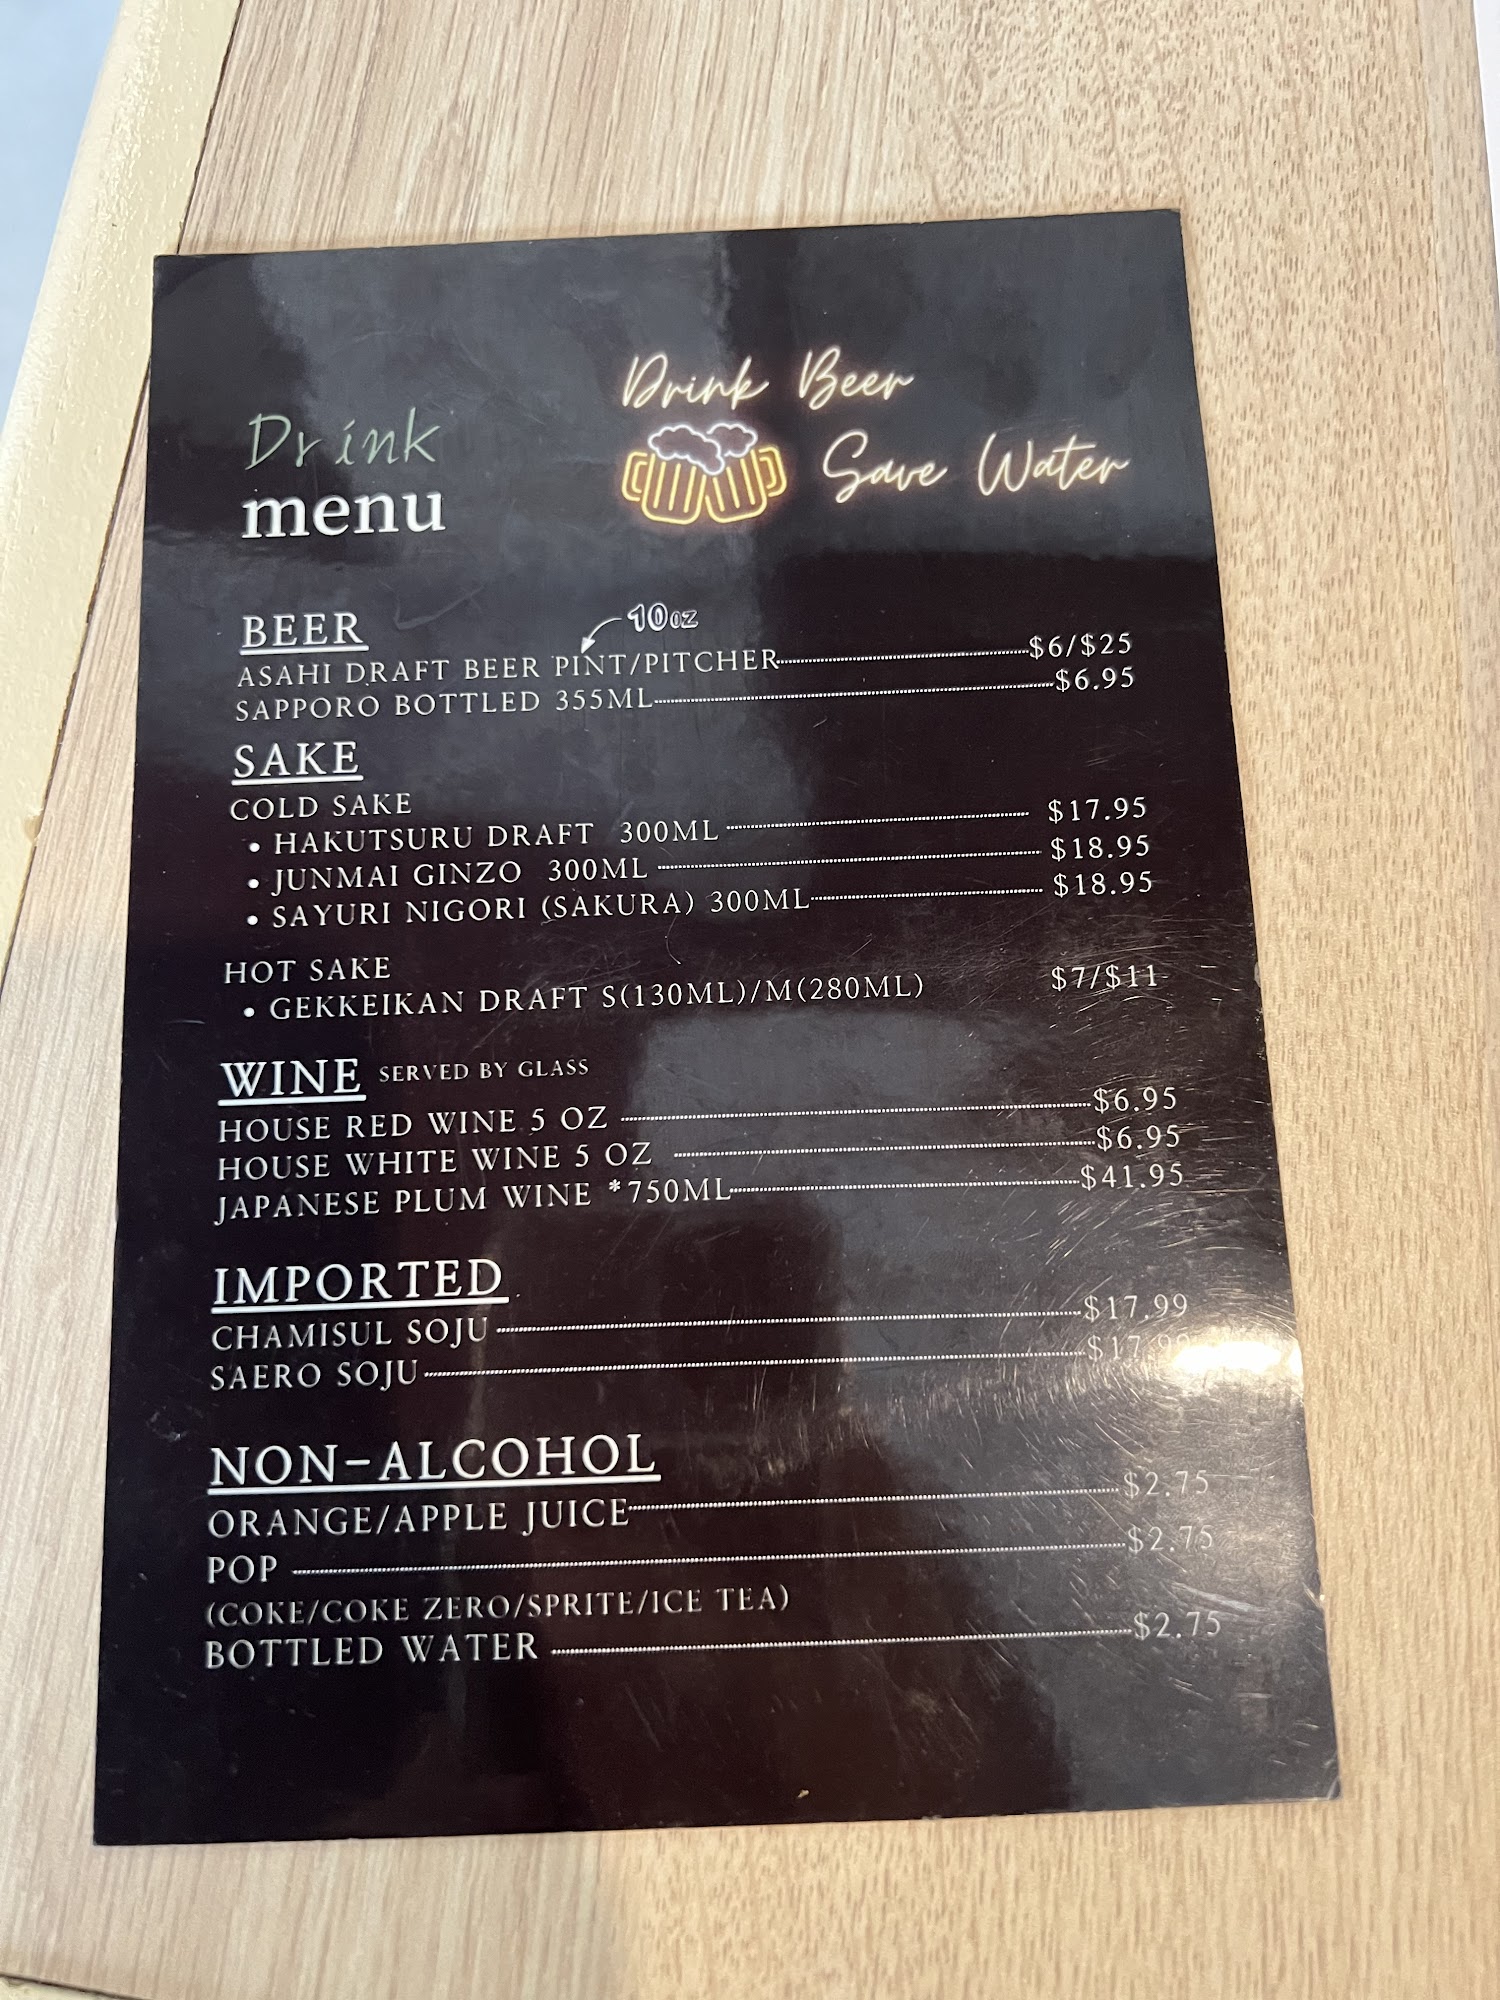 Drink Beer
Save Water
Drink
menu
BEER
10oz
ASAHI DRAFT BEER PINT/PITCHER $6/$25
SAPPORO BOTTLED 355ML $6.95
SAKE
COLD SAKE
• HAKUTSURU DRAFT 300ML $17.95
• JUNMAI GINZO 300ML $18.95
• SAYURI NIGORI (SAKURA) 300ML $18.95
HOT SAKE
• GEKKEIKAN DRAFT S(130ML)/M(280ML) $7/$11
WINE SERVED BY GLASS
HOUSE RED WINE 5 OZ $6.95
HOUSE WHITE WINE 5 OZ $6.95
JAPANESE PLUM WINE *750ML $41.95
IMPORTED
CHAMISUL SOJU $17.99
SAERO SOJU $17.99
NON-ALCOHOL
ORANGE/APPLE JUICE $2.75
POP $2.75
(COKE/COKE ZERO/SPRITE/ICE TEA)
BOTTLED WATER $2.75